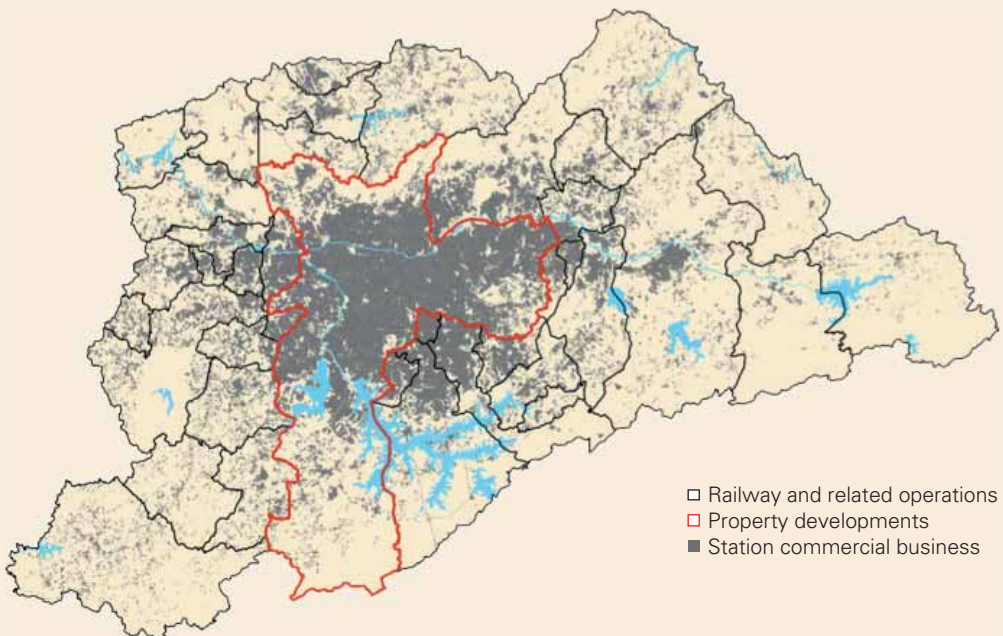 Railway and related operations
Property developments
Station commercial business